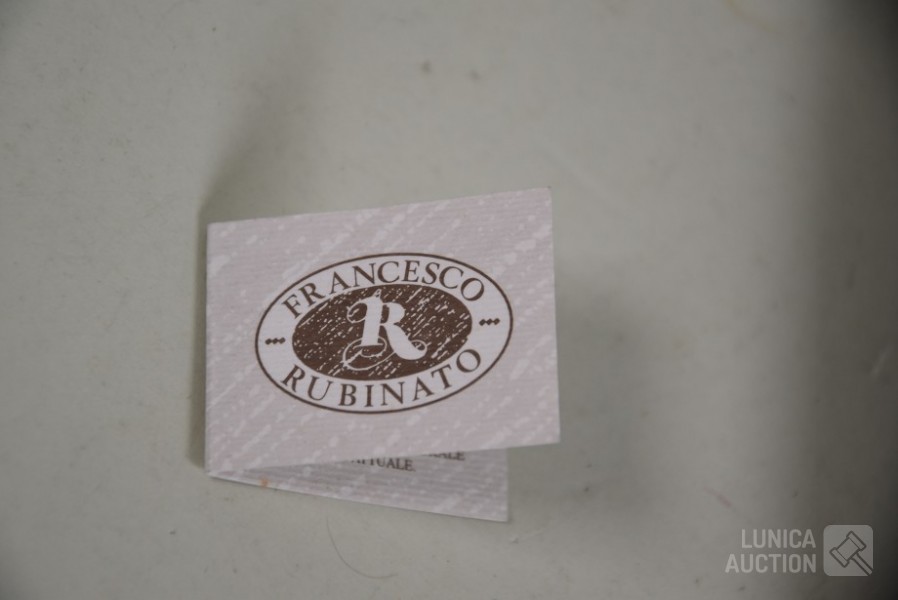 FRANCESCO
R
RUBINATO
LUNICA
AUCTION